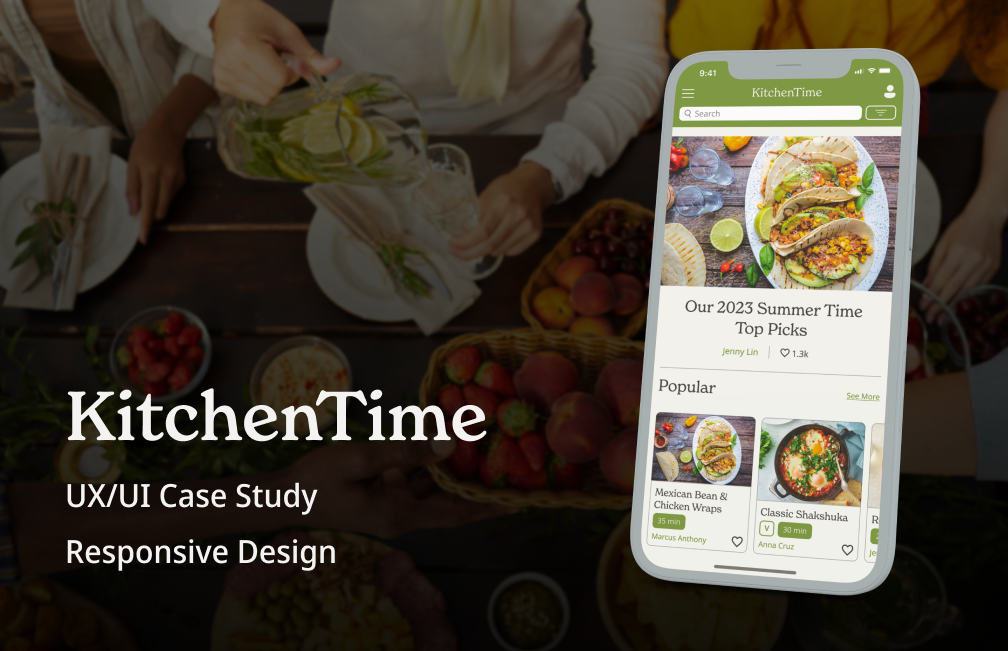 KitchenTime
UX/UI Case Study
Responsive Design
9:41
KitchenTime
Search
Our 2023 Summer Time
Top Picks
Jenny Lin
1.3k
Popular
See More
Mexican Bean &
Chicken Wraps
35 min
Marcus Anthony
Classic Shakshuka
V
30 min
Anna Cruz
R
Je